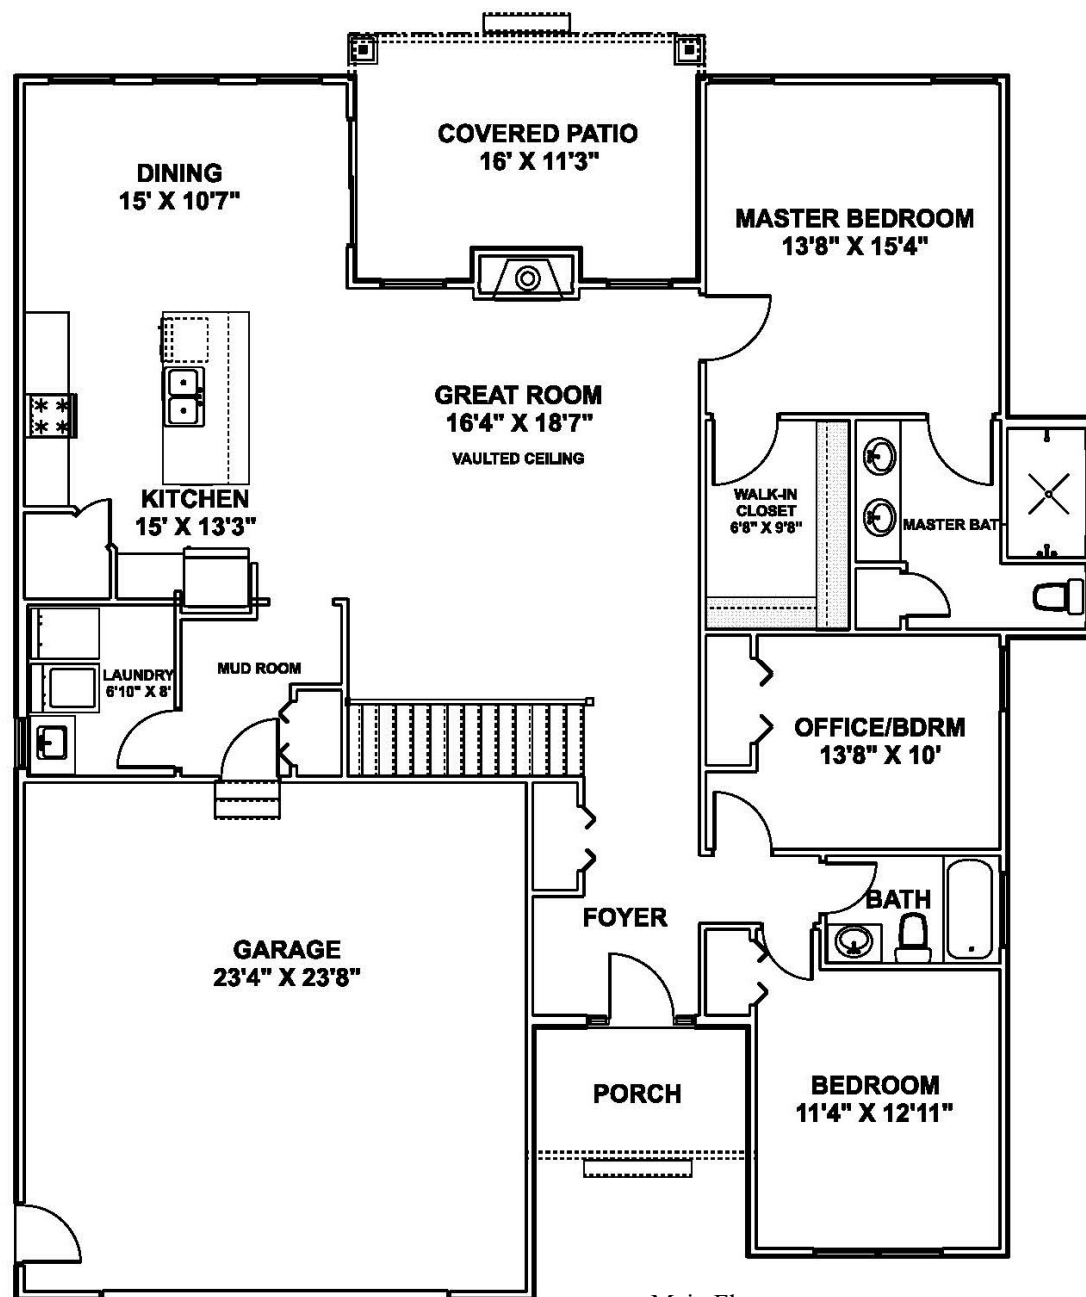 COVERED PATIO
16' X 11'3"
DINING
15' X 10'7"
MASTER BEDROOM
13'8" X 15'4"
GREAT ROOM
16'4" X 18'7"
VAULTED CEILING
KITCHEN
15' X 13'3"
WALK-IN
CLOSET
6'8" X 9'8"
MASTER BAT
LAUNDRY
6'10" X 8'
MUD ROOM
OFFICE/BDRM
13'8" X 10'
BATH
FOYER
GARAGE
23'4" X 23'8"
PORCH
BEDROOM
11'4" X 12'11"